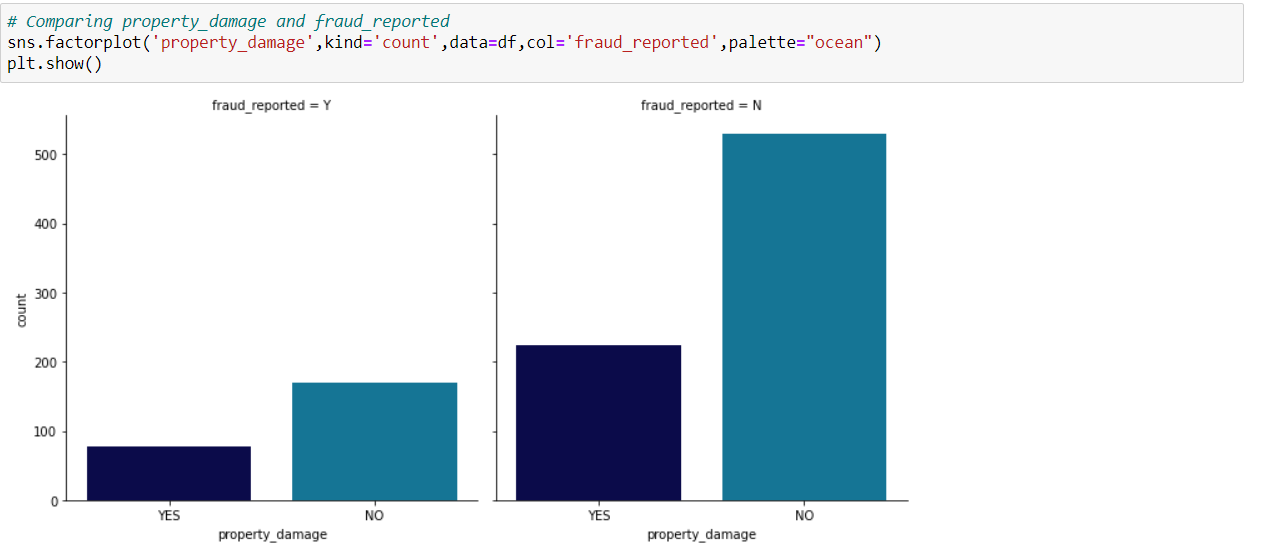 # Comparing property_damage and fraud_reported
sns.factorplot('property_damage',kind='count',data=df,col='fraud_reported',palette="ocean")
plt.show()
fraud_reported = Y
fraud_reported = N
500
400
300
200
100
0
count
YES
NO
YES
NO
property_damage
property_damage